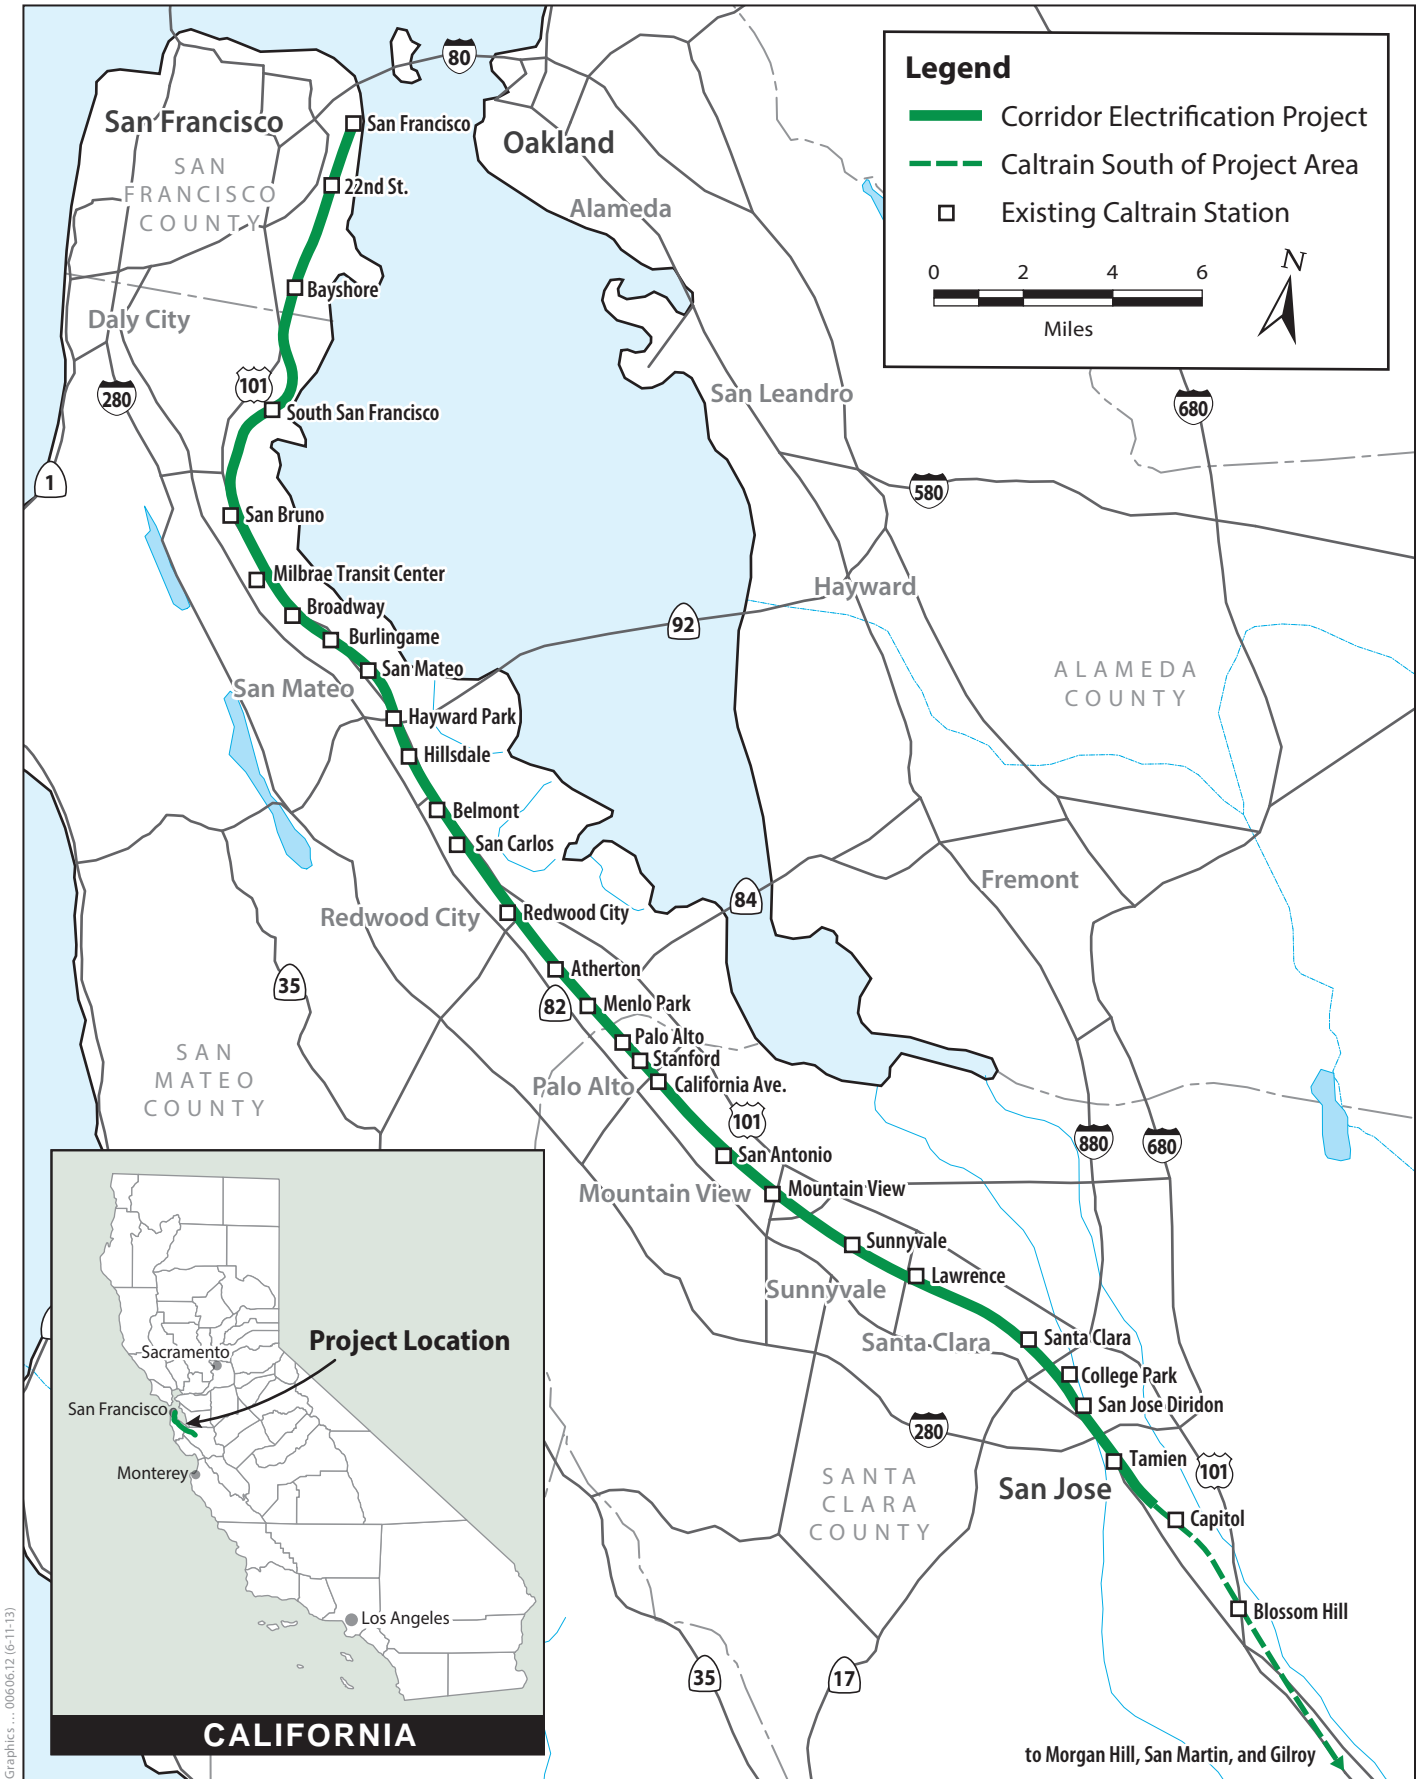 Legend
Corridor Electrification Project
Caltrain South of Project Area
Existing Caltrain Station
0 2 4 6
Miles
N
80
San Francisco
San Francisco
Oakland
SAN
FRANCISCO
COUNTY
22nd St.
Alameda
Bayshore
Daly City
280
101
South San Francisco
San Leandro
680
1
580
San Bruno
Milbrae Transit Center
Hayward
Broadway
92
Burlingame
San Mateo
San Mateo
ALAMEDA
COUNTY
Hayward Park
Hillsdale
Belmont
San Carlos
Fremont
84
Redwood City
Redwood City
Atherton
35
82
Menlo Park
Palo Alto
Stanford
SAN
MATEO
COUNTY
Palo Alto
California Ave.
101
880
680
San Antonio
Mountain View
Mountain View
Sunnyvale
Lawrence
Sunnyvale
Santa Clara
Santa Clara
College Park
San Jose Diridon
280
Tamien
101
San Jose
SANTA
CLARA
COUNTY
Capitol
Blossom Hill
35
17
to Morgan Hill, San Martin, and Gilroy
Project Location
Sacramento
San Francisco
Monterey
Los Angeles
CALIFORNIA
Graphics … 00606.12 (6-11-13)